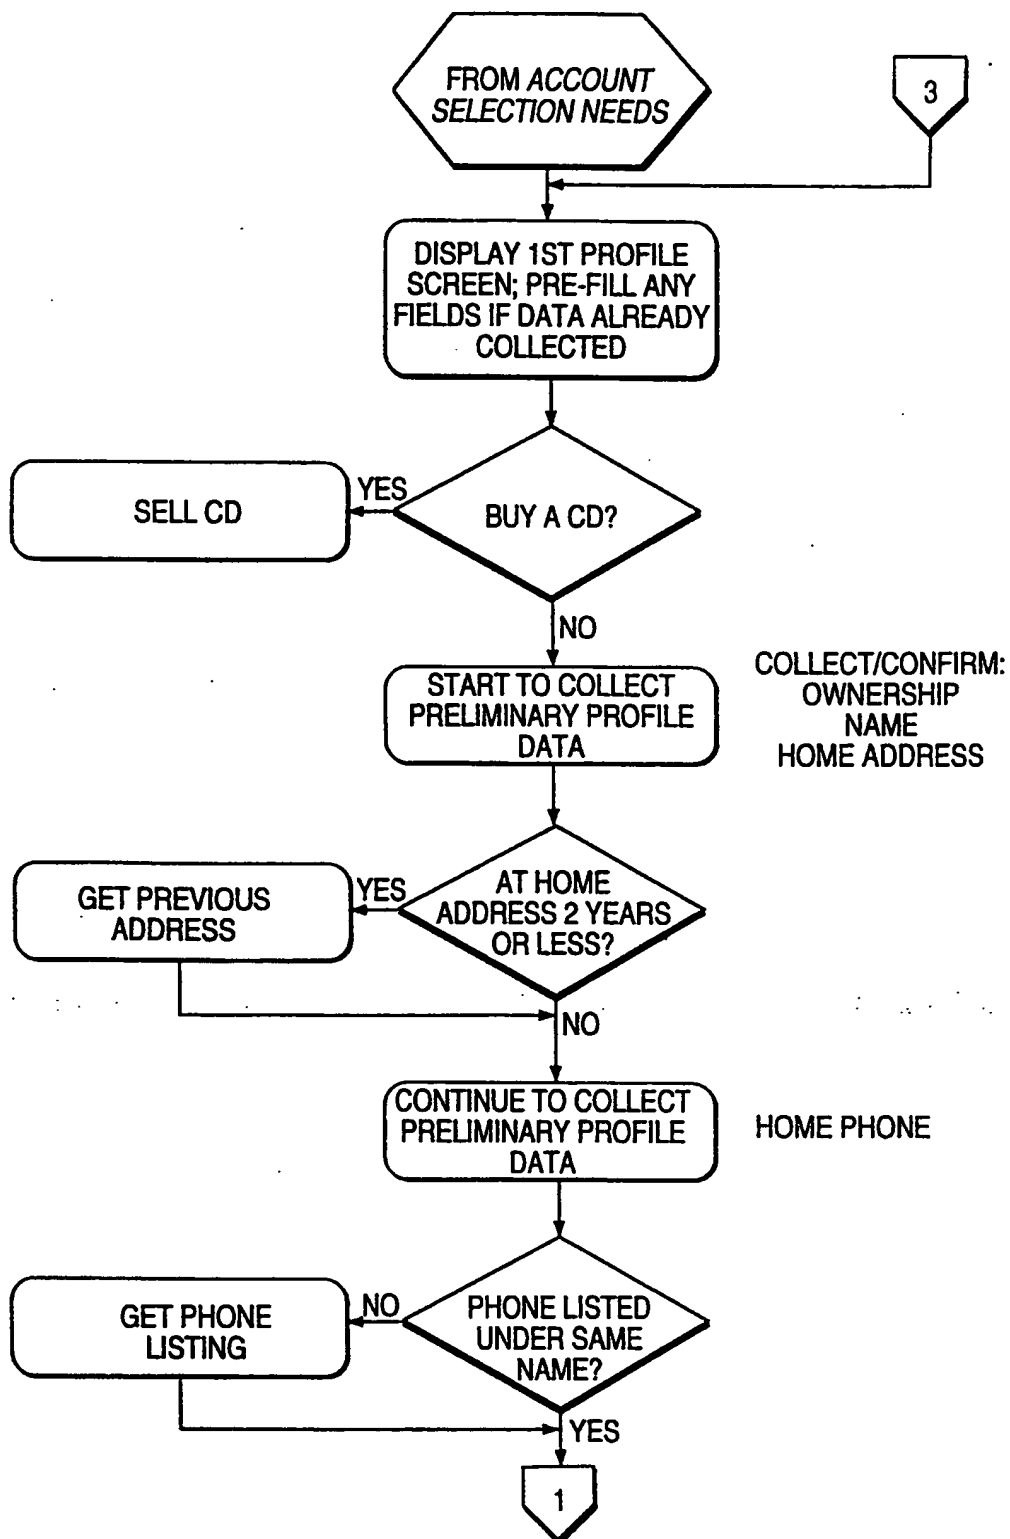 FROM ACCOUNT
SELECTION NEEDS
3
DISPLAY 1ST PROFILE
SCREEN; PRE-FILL ANY
FIELDS IF DATA ALREADY
COLLECTED
YES
SELL CD
BUY A CD?
NO
START TO COLLECT
PRELIMINARY PROFILE
DATA
COLLECT/CONFIRM:
OWNERSHIP
NAME
HOME ADDRESS
GET PREVIOUS
ADDRESS
YES
AT HOME
ADDRESS 2 YEARS
OR LESS?
NO
CONTINUE TO COLLECT
PRELIMINARY PROFILE
DATA
HOME PHONE
GET PHONE
LISTING
NO
PHONE LISTED
UNDER SAME
NAME?
YES
1